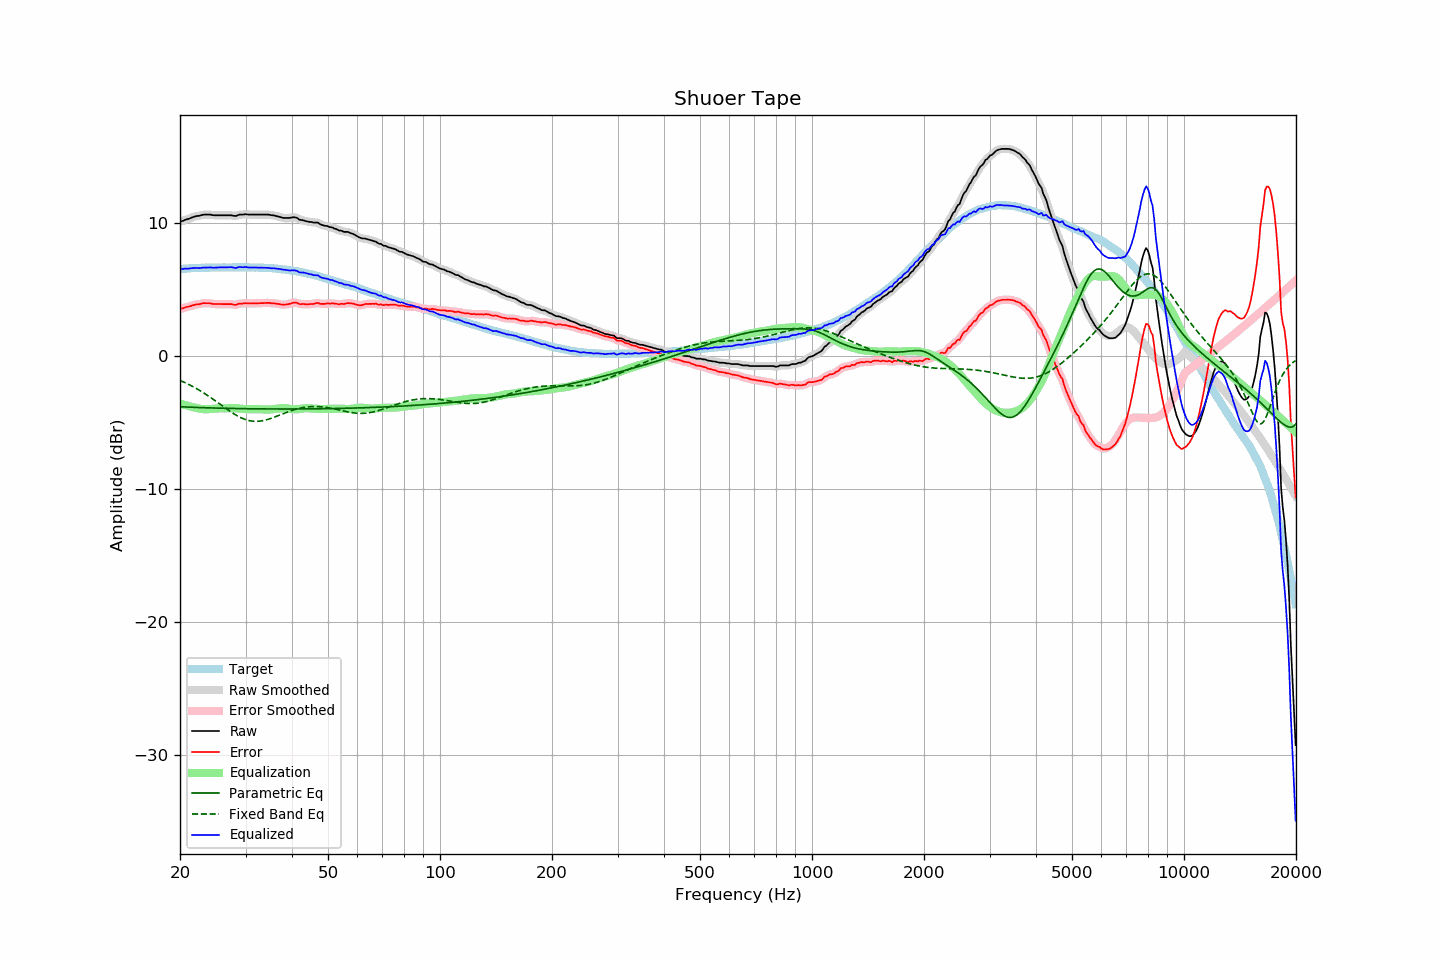 Shuoer Tape
Amplitude (dBr)
10
0
−10
−20
−30
Target
Raw Smoothed
Error Smoothed
Raw
Error
Equalization
Parametric Eq
Fixed Band Eq
Equalized
20 50 100 200 500 1000 2000 5000 10000 20000
Frequency (Hz)